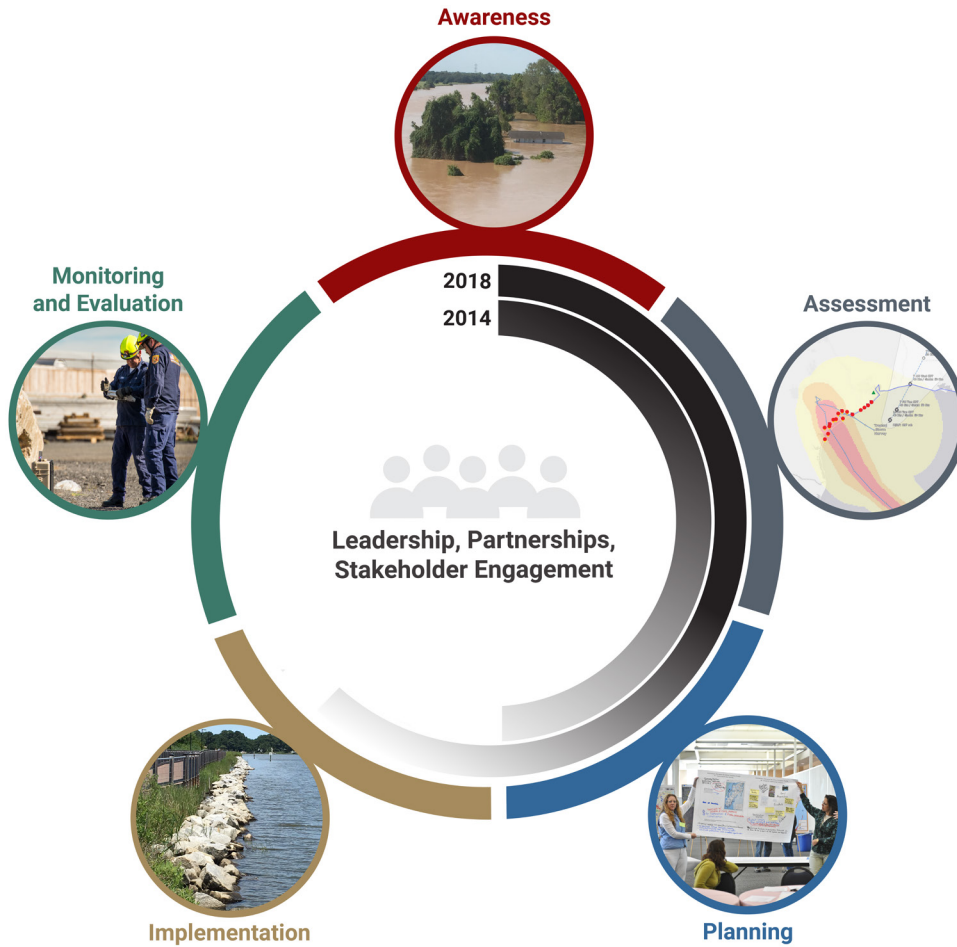 Awareness
Monitoring
and Evaluation
2018
2014
Assessment
Leadership, Partnerships,
Stakeholder Engagement
Implementation
Planning